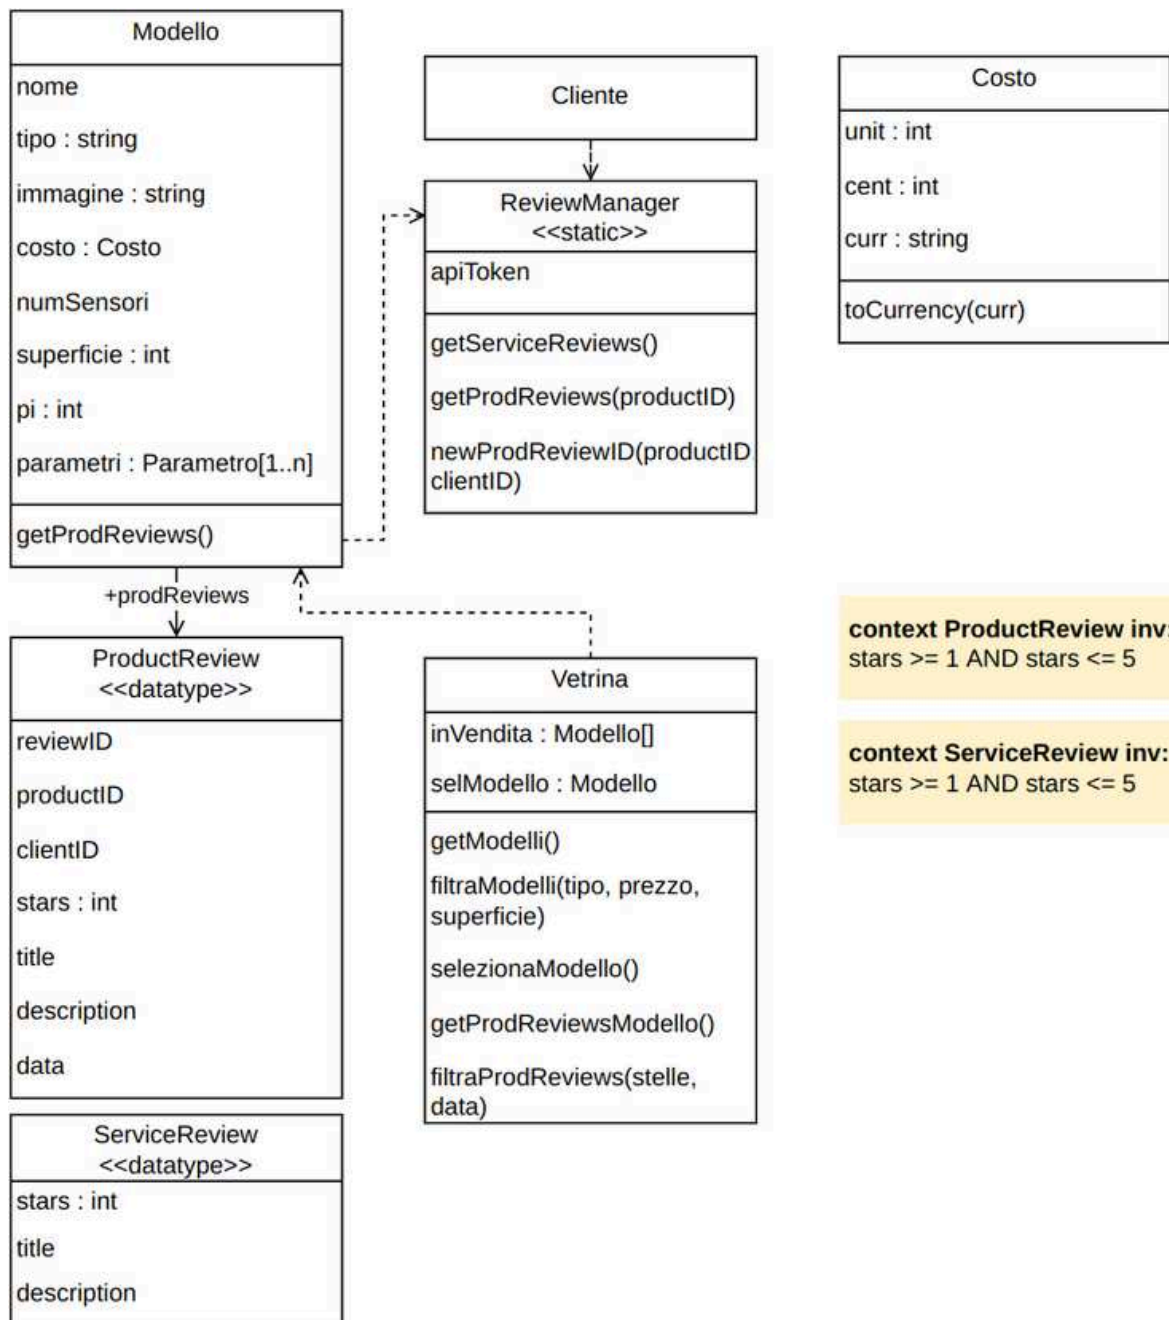 Modello
nome
tipo : string
immagine : string
costo : Costo
numSensori
superficie : int
pi : int
parametri : Parametro[1..n]
getProdReviews()
+prodReviews
ProductReview
<<datatype>>
reviewID
productID
clientID
stars : int
title
description
data
ServiceReview
<<datatype>>
stars : int
title
description
Cliente
ReviewManager
<<static>>
apiToken
getServiceReviews()
getProdReviews(productID)
newProdReviewID(productID
clientID)
Vetrina
inVendita : Modello[]
selModello : Modello
getModelli()
filtraModelli(tipo, prezzo,
superficie)
selezionaModello()
getProdReviewsModello()
filtraProdReviews(stelle,
data)
Costo
unit : int
cent : int
curr : string
toCurrency(curr)
context ProductReview inv:
stars >= 1 AND stars <= 5
context ServiceReview inv:
stars >= 1 AND stars <= 5